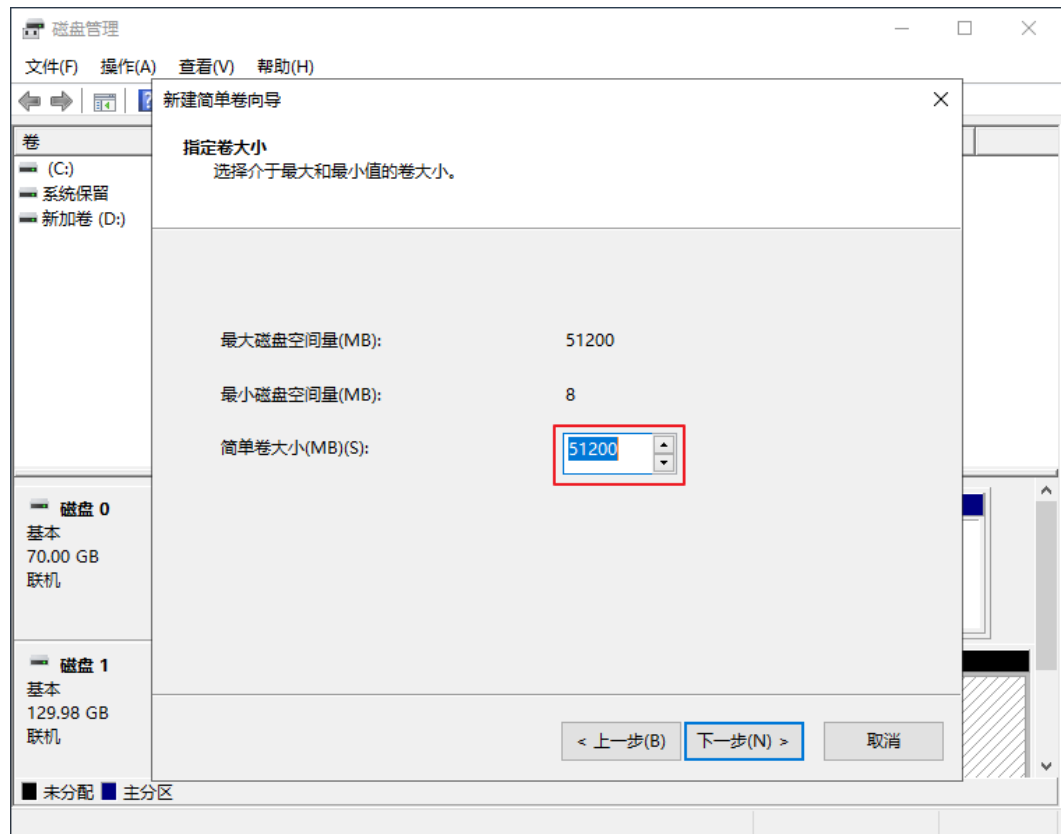 磁盘管理
文件(F) 操作(A) 查看(V) 帮助(H)
新建简单卷向导
卷
(C:)
系统保留
新加卷 (D:)
指定卷大小
选择介于最大和最小值的卷大小。
最大磁盘空间量(MB): 51200
最小磁盘空间量(MB): 8
简单卷大小(MB)(S): 51200
磁盘 0
基本
70.00 GB
联机
磁盘 1
基本
129.98 GB
联机
< 上一步(B) 下一步(N) > 取消
未分配 主分区